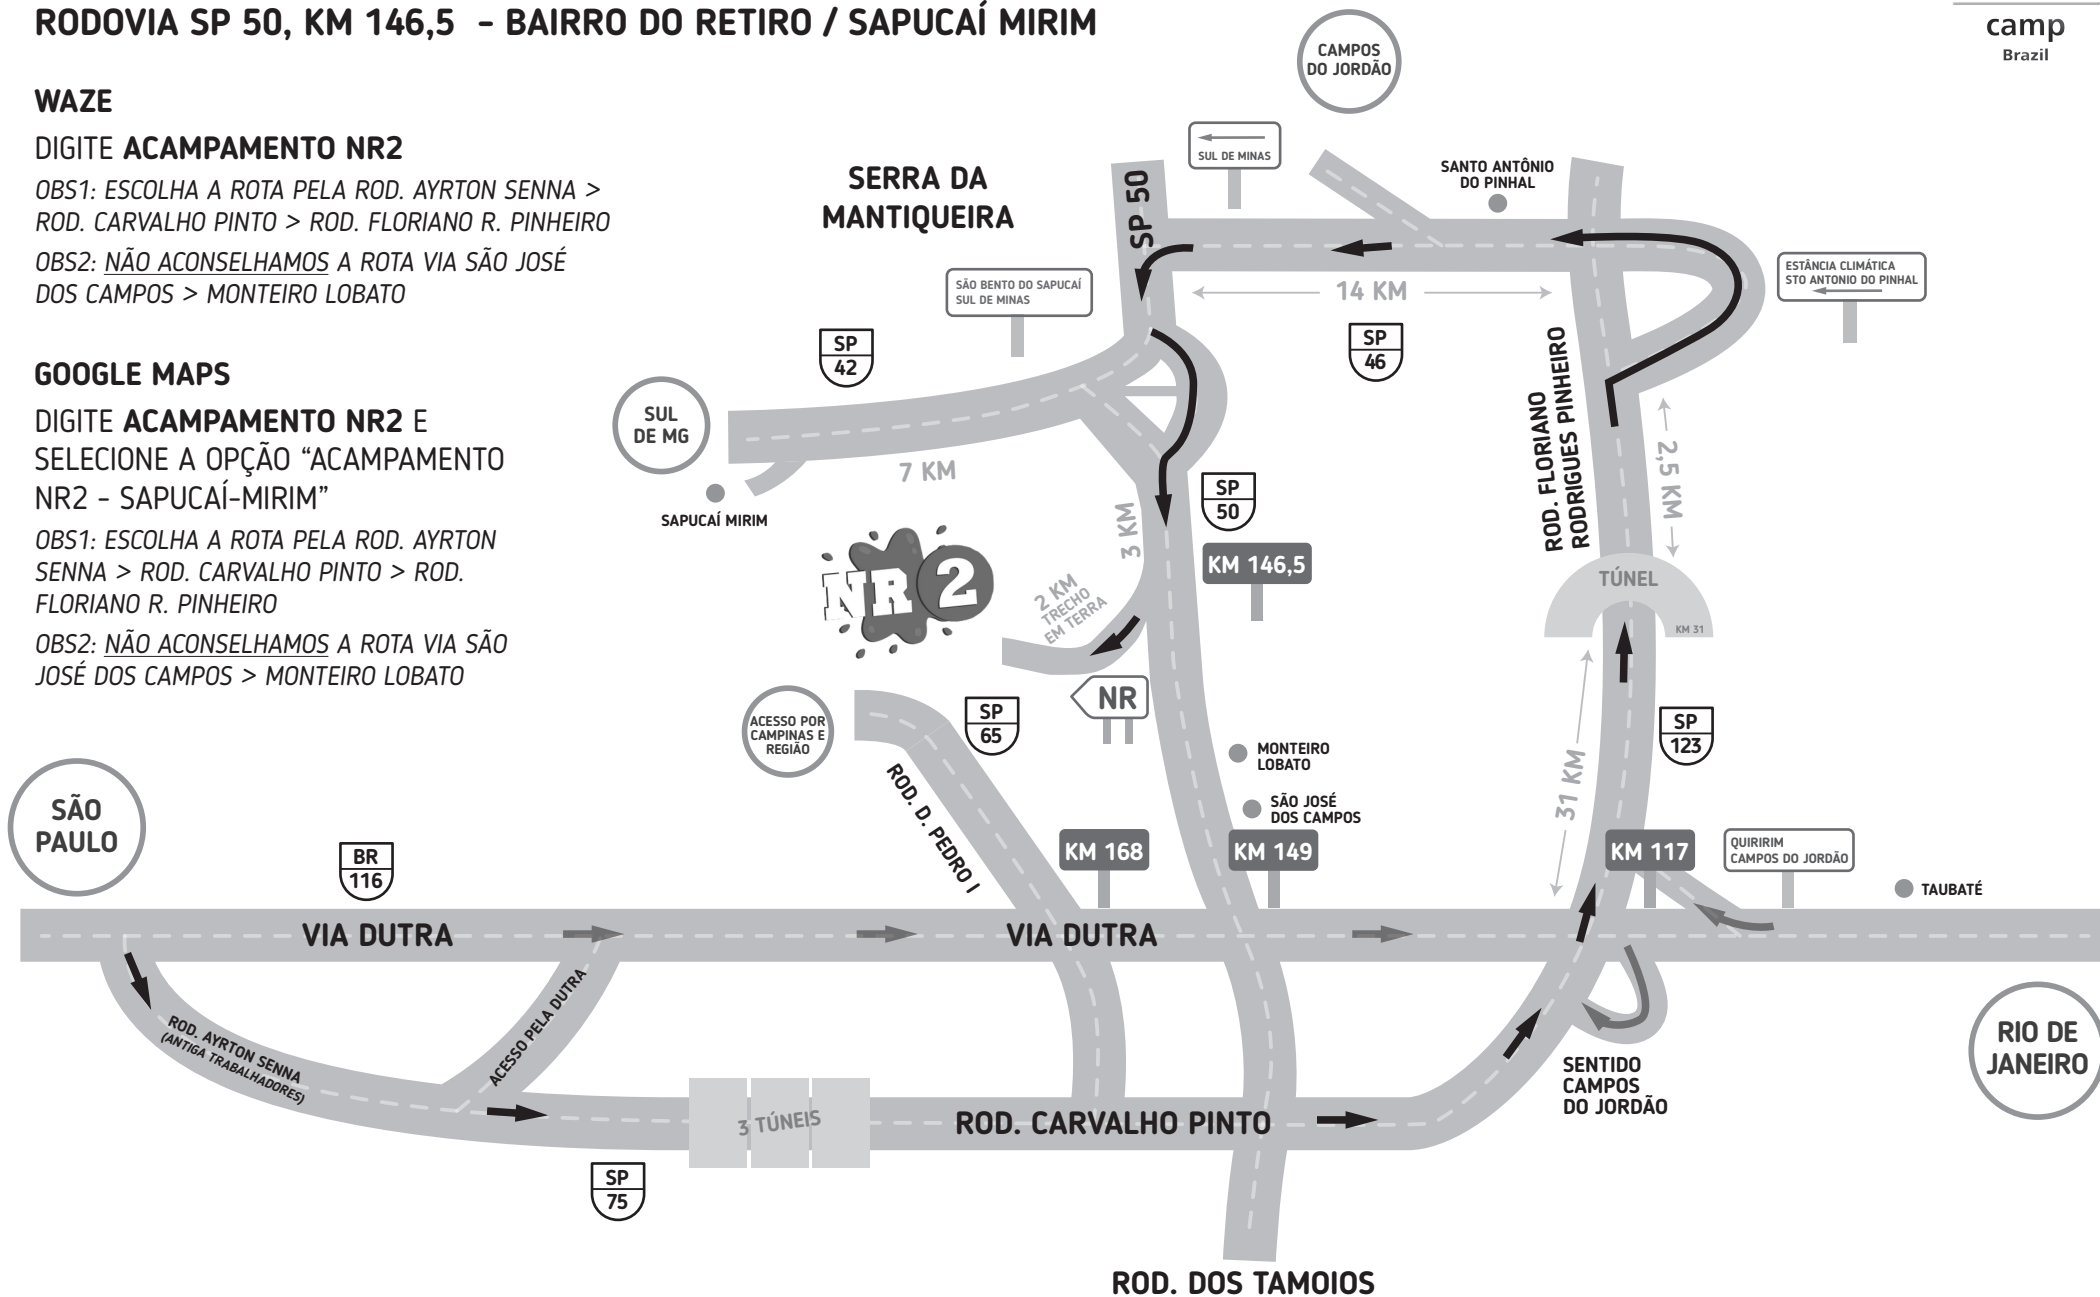 RODOVIA SP 50, KM 146,5 - BAIRRO DO RETIRO / SAPUCAÍ MIRIM
camp
Brazil
WAZE
DIGITE ACAMPAMENTO NR2
OBS1: ESCOLHA A ROTA PELA ROD. AYRTON SENNA >
ROD. CARVALHO PINTO > ROD. FLORIANO R. PINHEIRO
OBS2: NÃO ACONSELHAMOS A ROTA VIA SÃO JOSÉ
DOS CAMPOS > MONTEIRO LOBATO
GOOGLE MAPS
DIGITE ACAMPAMENTO NR2 E
SELECIONE A OPÇÃO “ACAMPAMENTO
NR2 - SAPUCAÍ-MIRIM”
OBS1: ESCOLHA A ROTA PELA ROD. AYRTON
SENNA > ROD. CARVALHO PINTO > ROD.
FLORIANO R. PINHEIRO
OBS2: NÃO ACONSELHAMOS A ROTA VIA SÃO
JOSÉ DOS CAMPOS > MONTEIRO LOBATO
CAMPOS
DO JORDÃO
SUL DE MINAS
SANTO ANTÔNIO
DO PINHAL
SERRA DA
MANTIQUEIRA
SP 50
SÃO BENTO DO SAPUCAÍ
SUL DE MINAS
ESTÂNCIA CLIMÁTICA
STO ANTONIO DO PINHAL
14 KM
SP
42
SP
46
ROD. FLORIANO
RODRIGUES PINHEIRO
SUL
DE MG
7 KM
2,5 KM
SAPUCAÍ MIRIM
SP
50
3 KM
KM 146,5
NR 2
2 KM
TRECHO
EM TERRA
TÚNEL
KM 31
NR
SP
65
ACESSO POR
CAMPINAS E
REGIÃO
SP
123
MONTEIRO
LOBATO
31 KM
SÃO JOSÉ
DOS CAMPOS
ROD. D. PEDRO I
SÃO
PAULO
BR
116
KM 168
KM 149
KM 117
QUIRIRIM
CAMPOS DO JORDÃO
TAUBATÉ
VIA DUTRA
VIA DUTRA
ACESSO PELA DUTRA
ROD. AYRTON SENNA
(ANTIGA TRABALHADORES)
RIO DE
JANEIRO
SENTIDO
CAMPOS
DO JORDÃO
3 TÚNEIS
ROD. CARVALHO PINTO
SP
75
ROD. DOS TAMOIOS